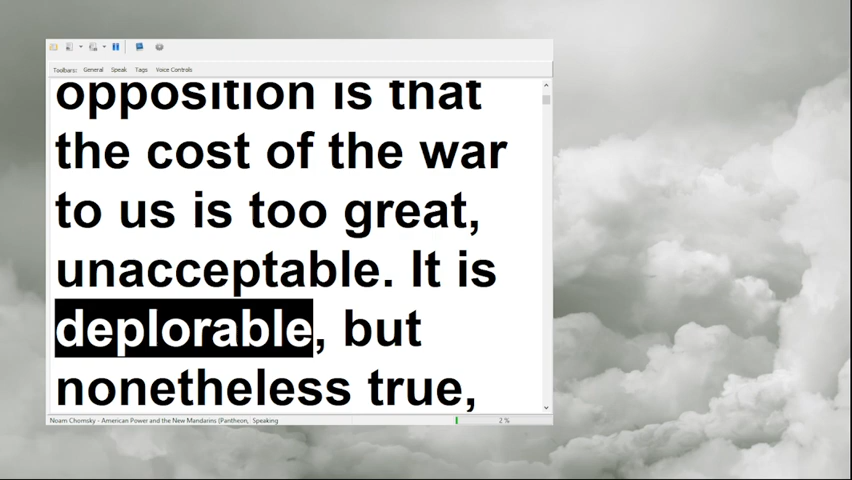 Toolbars: General Speak Tags Voice Controls
opposition is that
the cost of the war
to us is too great,
unacceptable. It is
deplorable, but
nonetheless true,
Noam Chomsky - American Power and the New Mandarins (Pantheon, Speaking 2 %